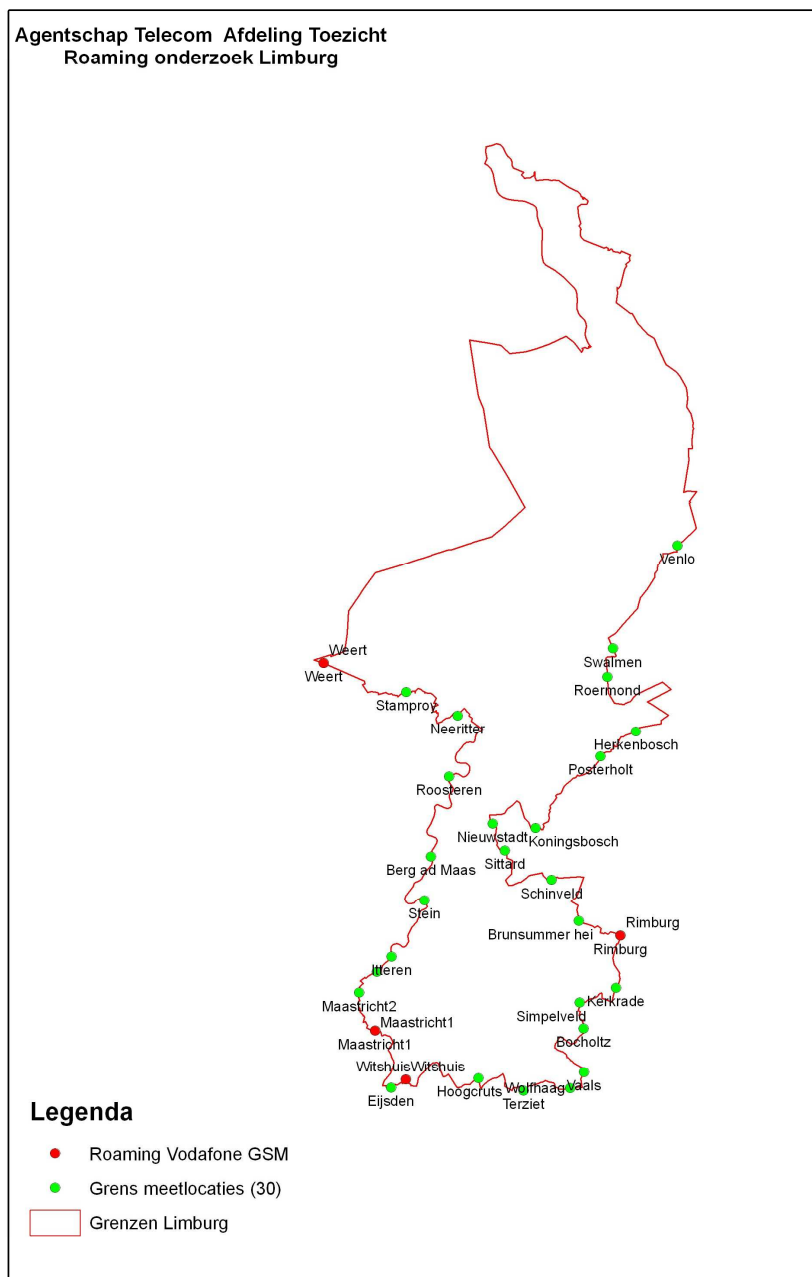 Agentschap Telecom Afdeling Toezicht
Roaming onderzoek Limburg
Venlo
Weert
Weert
Swalmen
Roermond
Stamproy
Neeritter
Herkenbosch
Posterholt
Roosteren
Nieuwstadt
Koningsbosch
Sittard
Berg ad Maas
Schinveld
Stein
Rimburg
Brunsummer hei
Rimburg
Itteren
Maastricht2
Kerkrade
Simpelveld
Maastricht1
Maastricht1
Bocholtz
Witshuis
Witshuis
Eijsden
Hoogcruts
Wolfhaag
Vaals
Terziet
Legenda
Roaming Vodafone GSM
Grens meetlocaties (30)
Grenzen Limburg